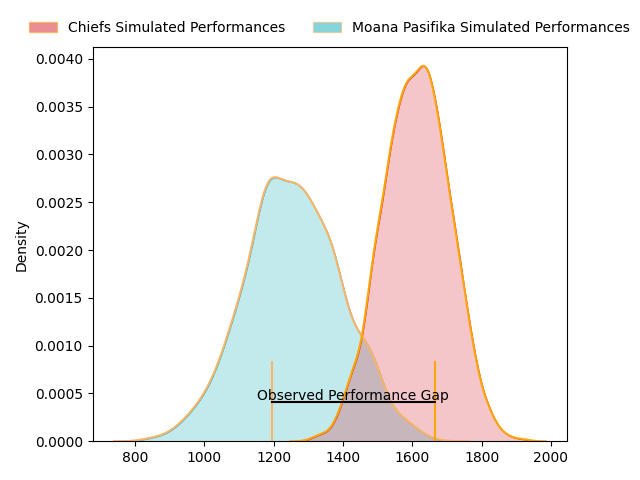 Chiefs Simulated Performances
Moana Pasifika Simulated Performances
0.0040
0.0035
0.0030
0.0025
0.0020
0.0015
0.0010
0.0005
0.0000
Density
Observed Performance Gap
800 1000 1200 1400 1600 1800 2000